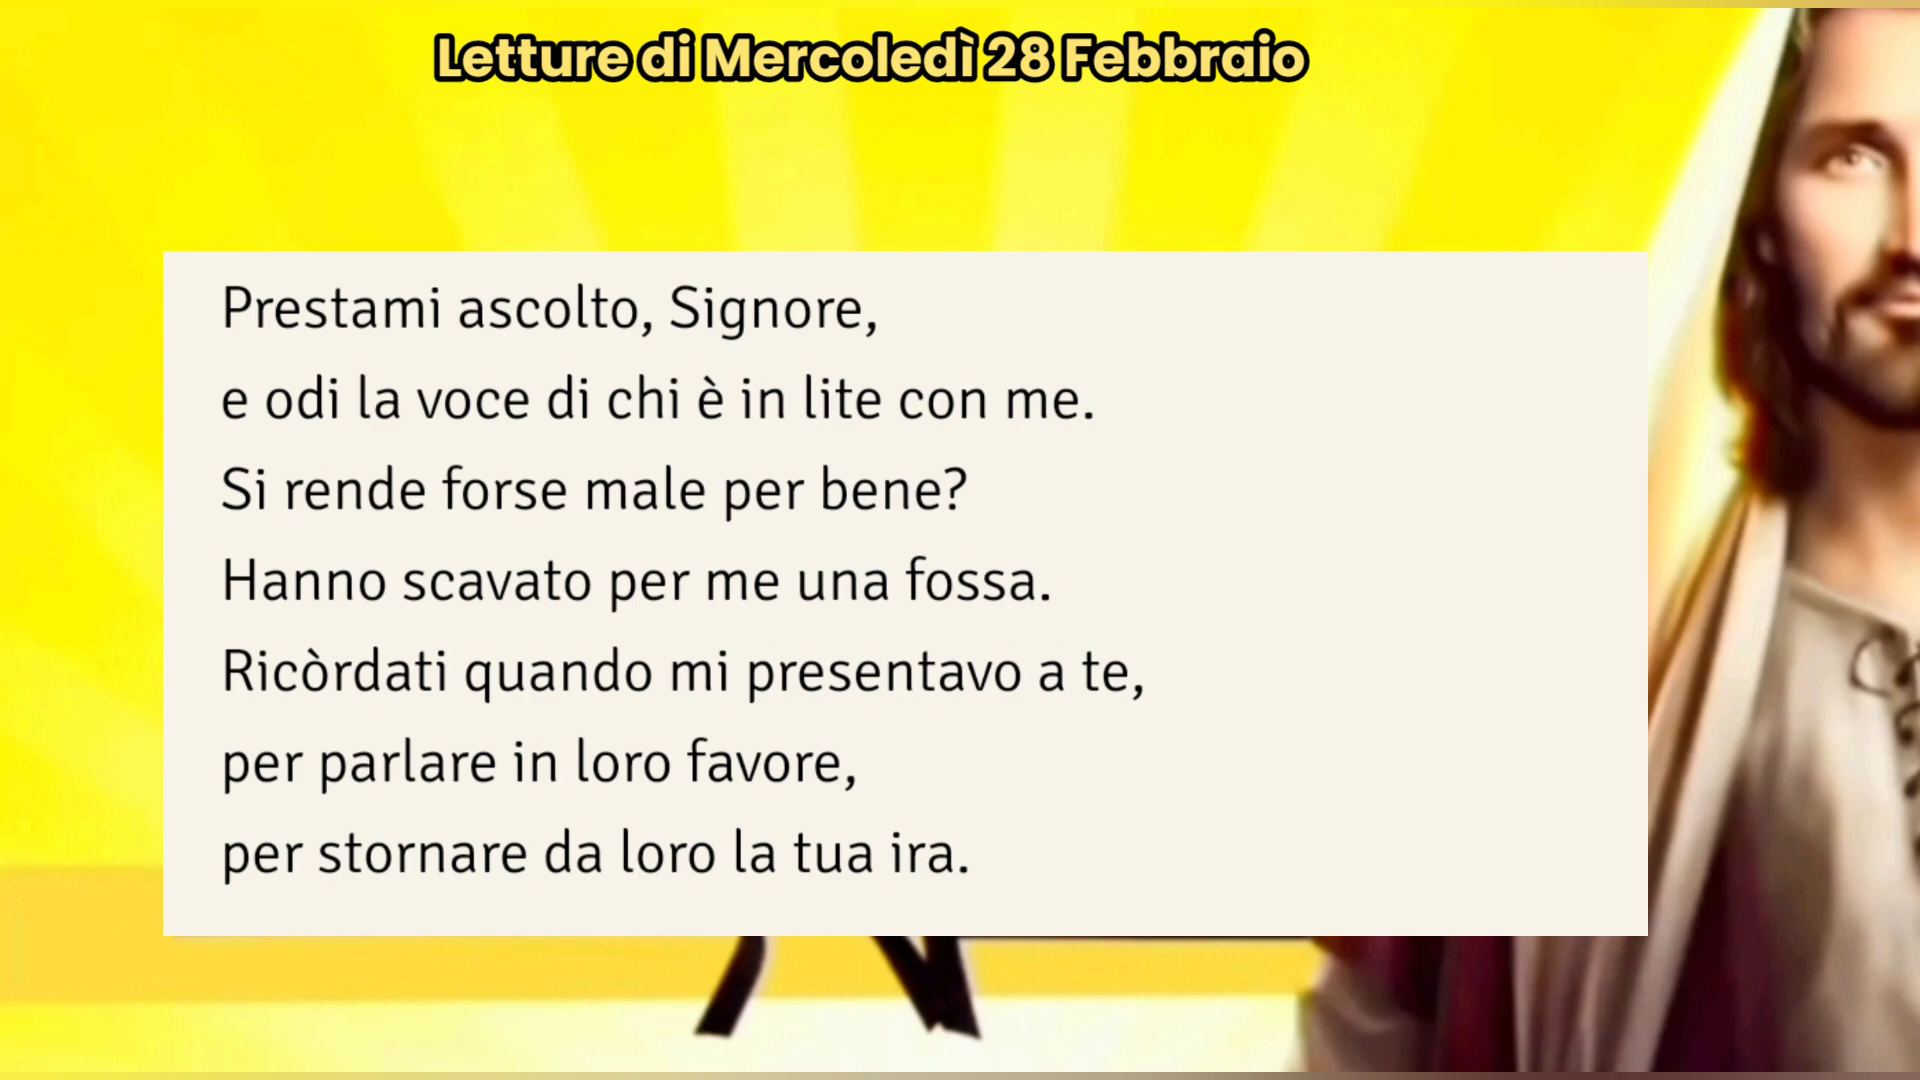 Letture di Mercoledì 28 Febbraio
Prestami ascolto, Signore,
e odi la voce di chi è in lite con me.
Si rende forse male per bene?
Hanno scavato per me una fossa.
Ricòrdati quando mi presentavo a te,
per parlare in loro favore,
per stornare da loro la tua ira.